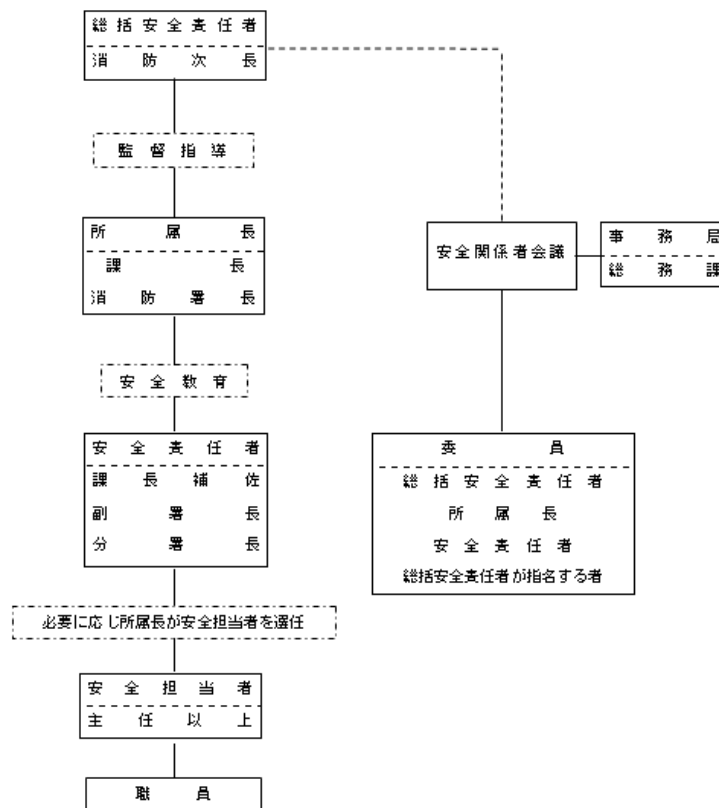 総括安全責任者
消防次長
監督指導
所属長
課長
消防署長
安全関係者会議
事務局
総務課
安全教育
安全責任者
課長補佐
副署長
分署長
委員
総括安全責任者
所属長
安全責任者
総括安全責任者が指名する者
必要に応じ所属長が安全担当者を選任
安全担当者
主任以上
職員